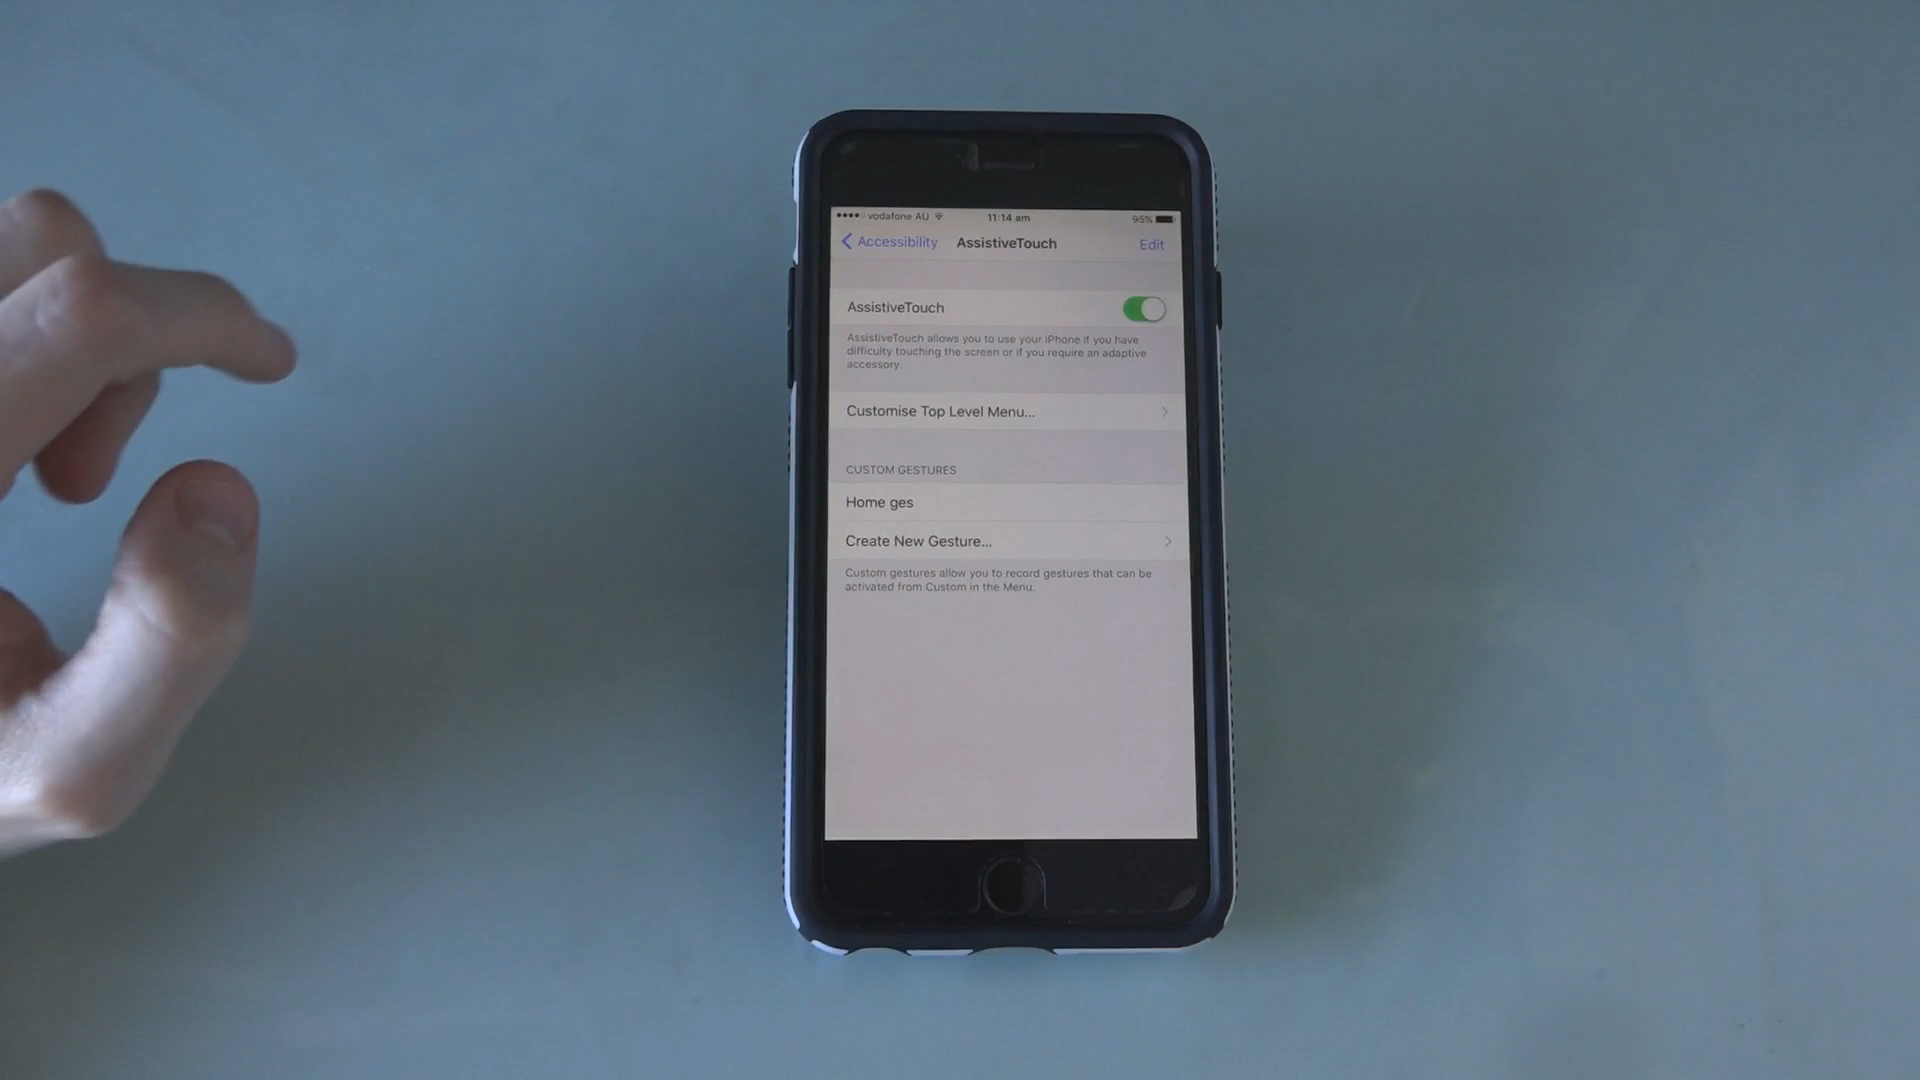 vodafone AU 11:14 am 95%
Accessibility AssistiveTouch Edit
AssistiveTouch
AssistiveTouch allows you to use your iPhone if you have
difficulty touching the screen or if you require an adaptive
accessory.
Customise Top Level Menu...
CUSTOM GESTURES
Home ges
Create New Gesture...
Custom gestures allow you to record gestures that can be
activated from Custom in the Menu.